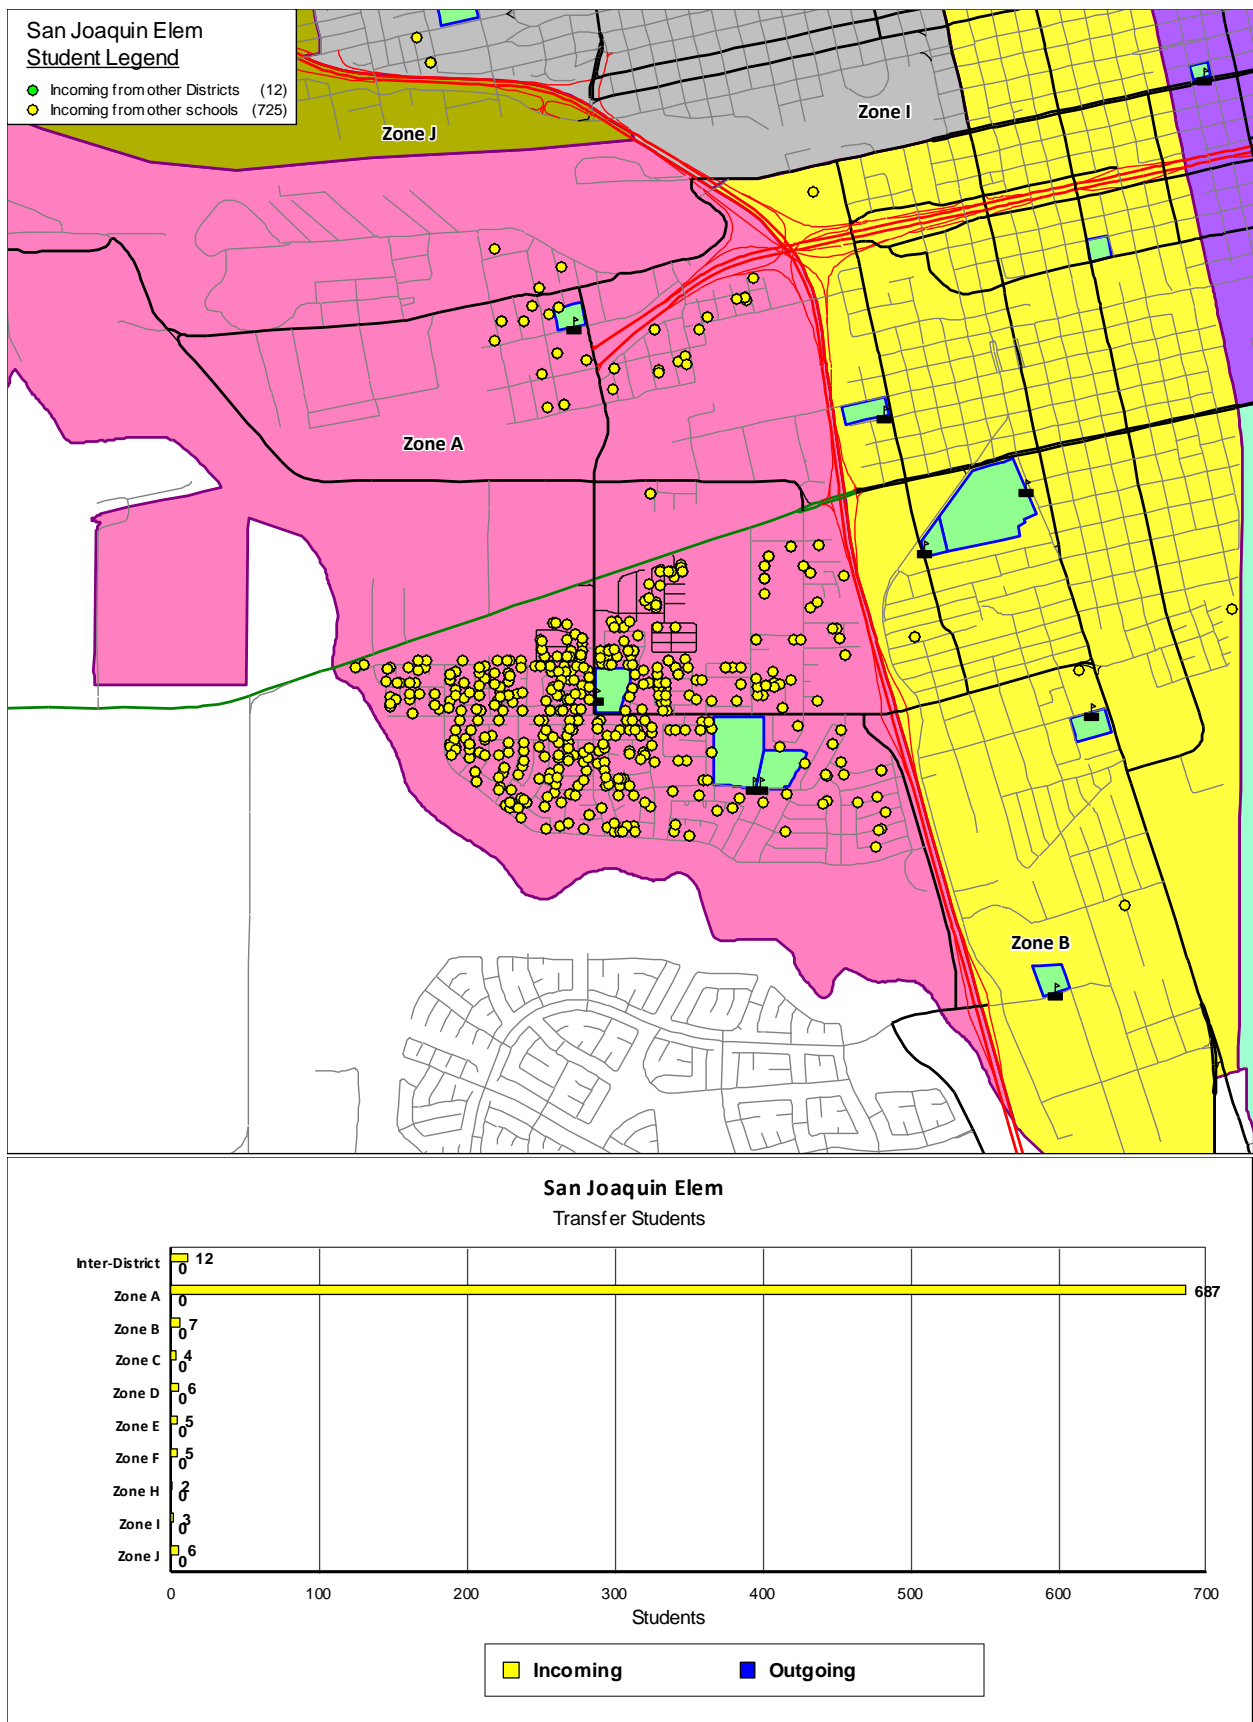 San Joaquin Elem
Student Legend
Incoming from other Districts (12)
Incoming from other schools (725)
Zone J
Zone I
Zone A
Zone B
San Joaquin Elem
Transfer Students
Inter-District 12
0
Zone A 687
0
Zone B 7
0
Zone C 4
0
Zone D 6
0
Zone E 5
0
Zone F 5
0
Zone H 2
0
Zone I 3
0
Zone J 6
0
0 100 200 300 400 500 600 700
Students
Incoming Outgoing